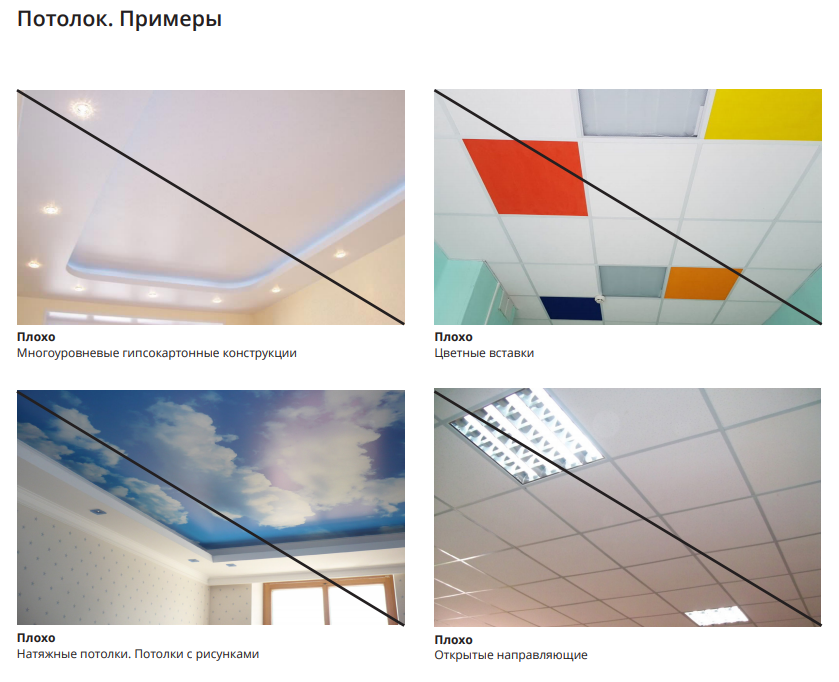 Потолок. Примеры
Плохо
Многоуровневые гипсокартонные конструкции
Плохо
Цветные вставки
Плохо
Натяжные потолки. Потолки с рисунками
Плохо
Открытые направляющие